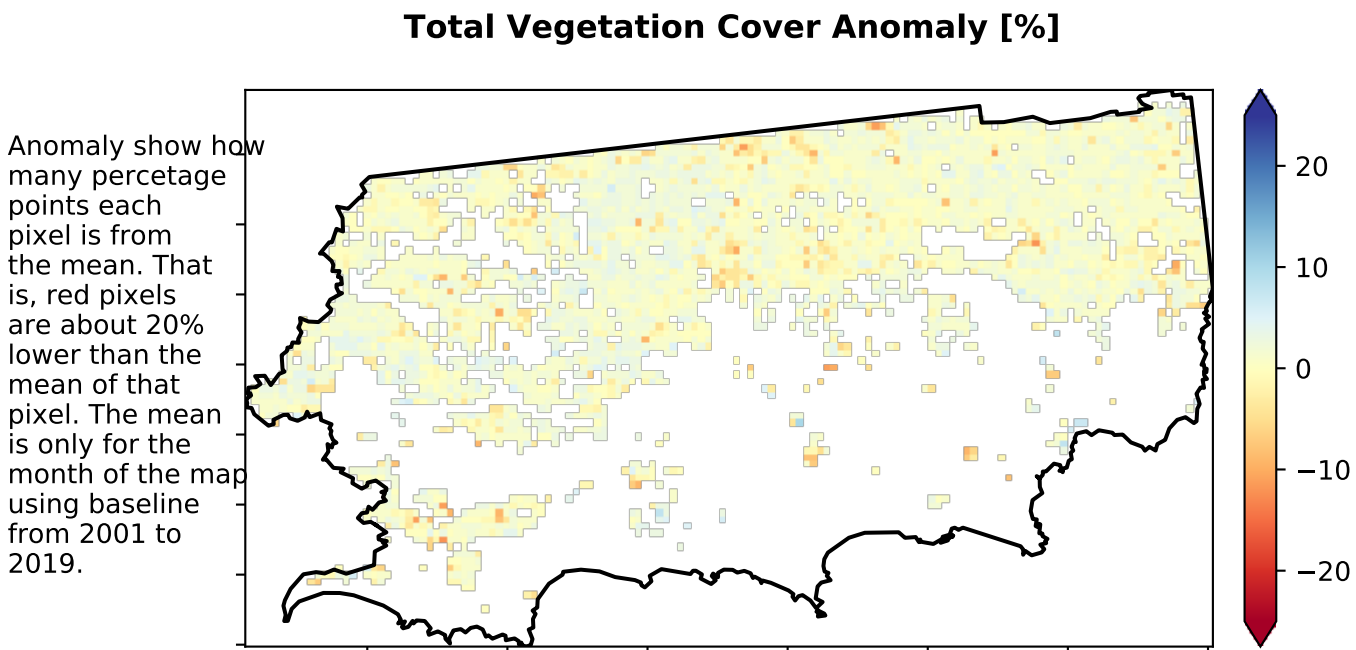 Total Vegetation Cover Anomaly [%]
Anomaly show how
many percetage
points each
pixel is from
the mean. That
is, red pixels
are about 20%
lower than the
mean of that
pixel. The mean
is only for the
month of the map
using baseline
from 2001 to
2019.
20
10
0
−10
−20